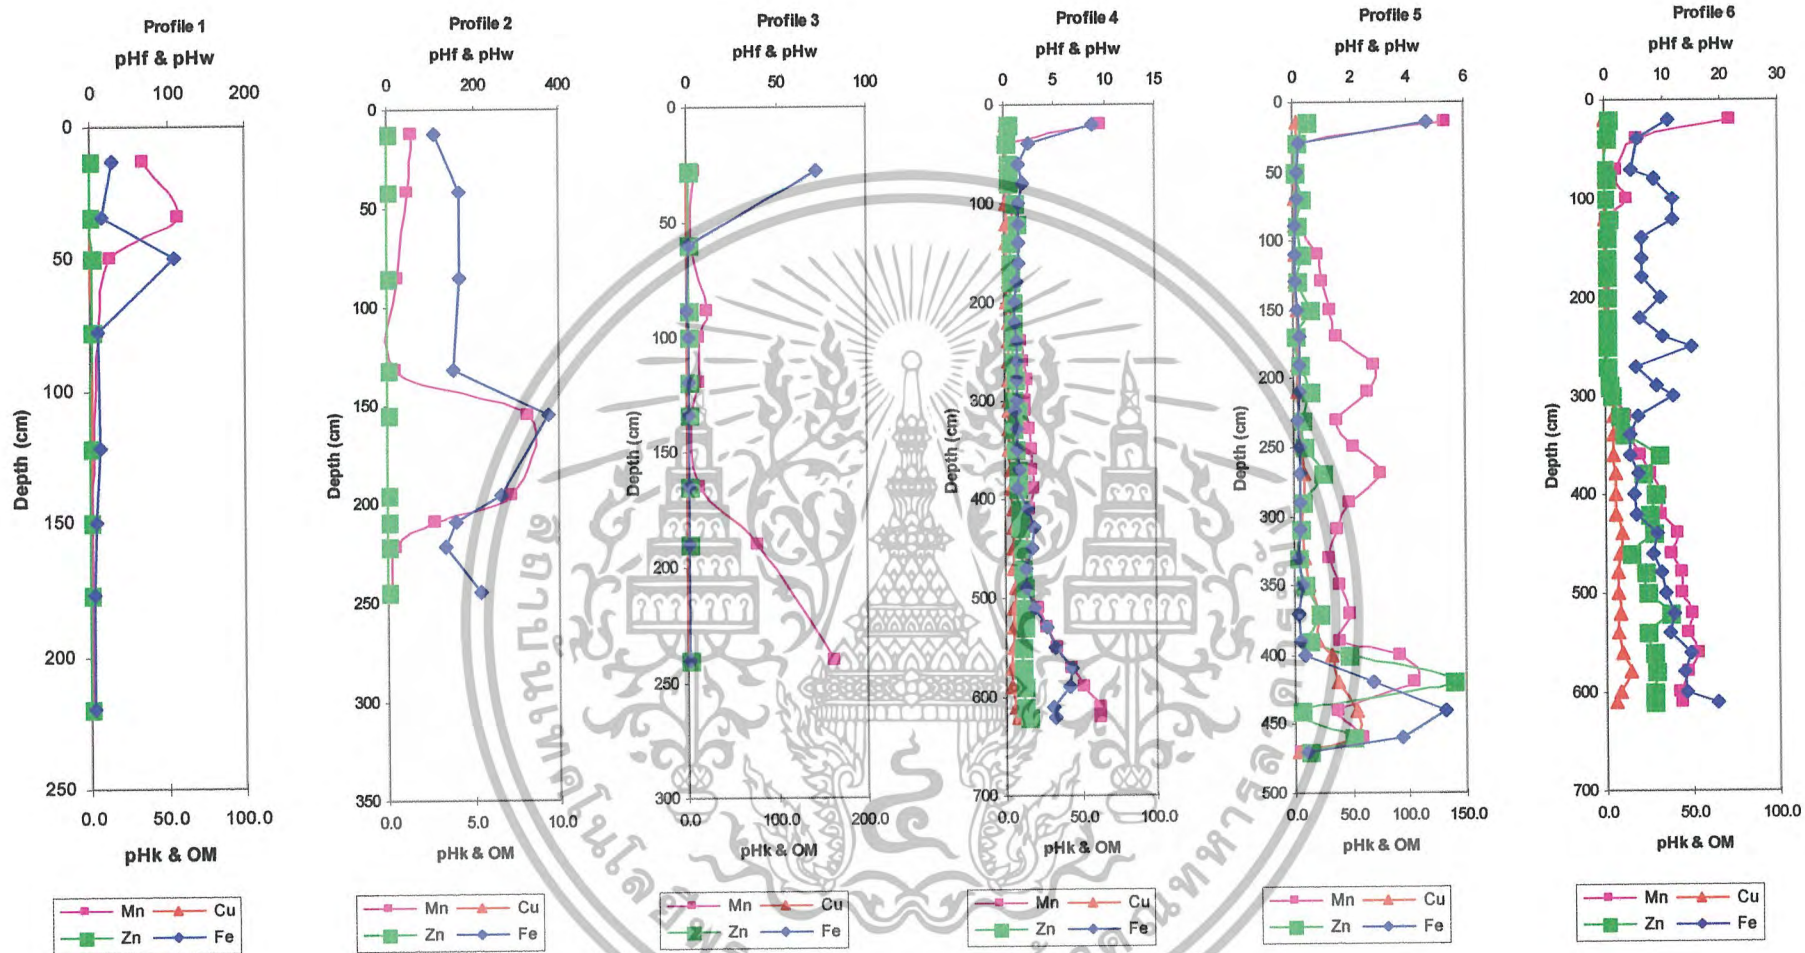 Profile 1
pHf & pHw
0 100 200
0
50
100
150
200
250
Depth (cm)
0.0 50.0 100.0
pHk & OM
Mn Cu
Zn Fe
Profile 2
pHf & pHw
0 200 400
0
50
100
150
200
250
300
350
Depth (cm)
0.0 5.0 10.0
pHk & OM
Mn Cu
Zn Fe
Profile 3
pHf & pHw
0 50 100
0
50
100
150
200
250
300
Depth (cm)
0.0 100.0 200.0
pHk & OM
Mn Cu
Zn Fe
Profile 4
pHf & pHw
0 5 10 15
0
100
200
300
400
500
600
700
Depth (cm)
0.0 50.0 100.0
pHk & OM
Mn Cu
Zn Fe
Profile 5
pHf & pHw
0 2 4 6
0
50
100
150
200
250
300
350
400
450
500
Depth (cm)
0.0 50.0 100.0 150.0
pHk & OM
Mn Cu
Zn Fe
Profile 6
pHf & pHw
0 10 20 30
0
100
200
300
400
500
600
700
Depth (cm)
0.0 50.0 100.0
pHk & OM
Mn Cu
Zn Fe